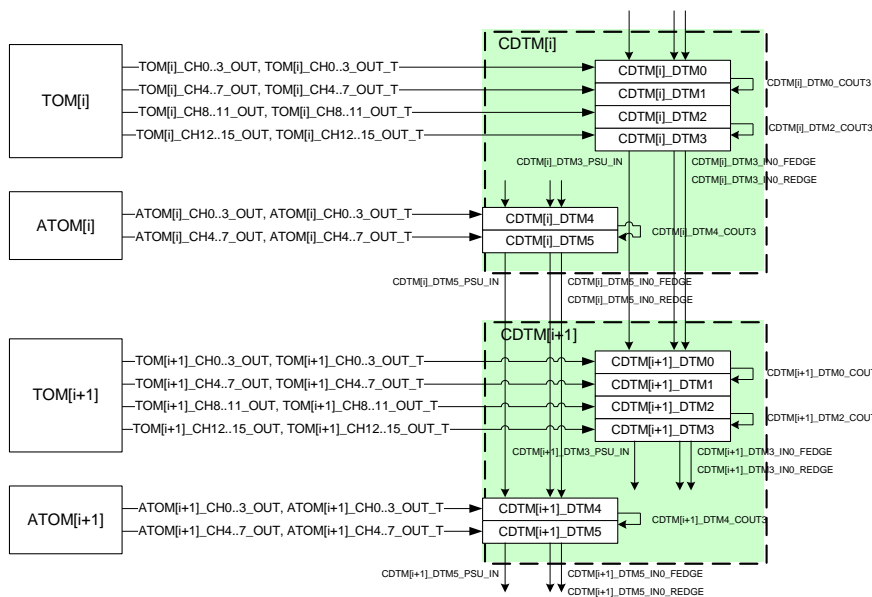 CDTM[i]
TOM[i]
TOM[i]_CH0..3_OUT, TOM[i]_CH0..3_OUT_T
TOM[i]_CH4..7_OUT, TOM[i]_CH4..7_OUT_T
TOM[i]_CH8..11_OUT, TOM[i]_CH8..11_OUT_T
TOM[i]_CH12..15_OUT, TOM[i]_CH12..15_OUT_T
CDTM[i]_DTM0
CDTM[i]_DTM1
CDTM[i]_DTM2
CDTM[i]_DTM3
CDTM[i]_DTM0_COUT3
CDTM[i]_DTM2_COUT3
CDTM[i]_DTM3_PSU_IN
CDTM[i]_DTM3_IN0_FEDGE
CDTM[i]_DTM3_IN0_REDGE
ATOM[i]
ATOM[i]_CH0..3_OUT, ATOM[i]_CH0..3_OUT_T
ATOM[i]_CH4..7_OUT, ATOM[i]_CH4..7_OUT_T
CDTM[i]_DTM4
CDTM[i]_DTM5
CDTM[i]_DTM4_COUT3
CDTM[i]_DTM5_PSU_IN
CDTM[i]_DTM5_IN0_FEDGE
CDTM[i]_DTM5_IN0_REDGE
CDTM[i+1]
TOM[i+1]
TOM[i+1]_CH0..3_OUT, TOM[i+1]_CH0..3_OUT_T
TOM[i+1]_CH4..7_OUT, TOM[i+1]_CH4..7_OUT_T
TOM[i+1]_CH8..11_OUT, TOM[i+1]_CH8..11_OUT_T
TOM[i+1]_CH12..15_OUT, TOM[i+1]_CH12..15_OUT_T
CDTM[i+1]_DTM0
CDTM[i+1]_DTM1
CDTM[i+1]_DTM2
CDTM[i+1]_DTM3
CDTM[i+1]_DTM0_COUT
CDTM[i+1]_DTM2_COUT
CDTM[i+1]_DTM3_PSU_IN
CDTM[i+1]_DTM3_IN0_FEDGE
CDTM[i+1]_DTM3_IN0_REDGE
ATOM[i+1]
ATOM[i+1]_CH0..3_OUT, ATOM[i+1]_CH0..3_OUT_T
ATOM[i+1]_CH4..7_OUT, ATOM[i+1]_CH4..7_OUT_T
CDTM[i+1]_DTM4
CDTM[i+1]_DTM5
CDTM[i+1]_DTM4_COUT3
CDTM[i+1]_DTM5_PSU_IN
CDTM[i+1]_DTM5_IN0_FEDGE
CDTM[i+1]_DTM5_IN0_REDGE